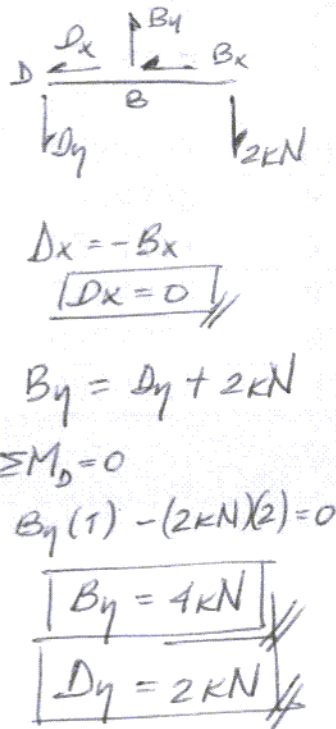 By
Dx Bx
D
B
Dy 2kN
Dx = -Bx
Dx = 0
By = Dy + 2kN
ΣM_D = 0
By (1) - (2kN)(2) = 0
By = 4kN
Dy = 2kN